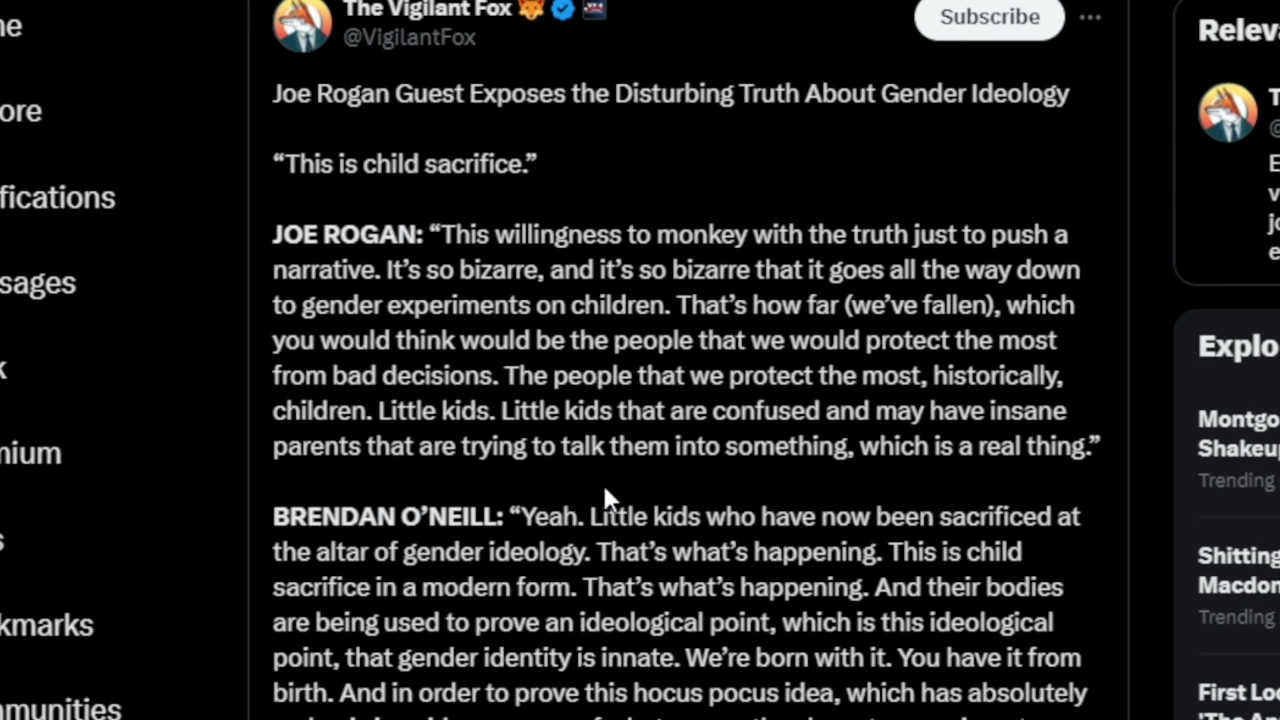 The Vigilant Fox 🦊
@VigilantFox
Subscribe
Joe Rogan Guest Exposes the Disturbing Truth About Gender Ideology
“This is child sacrifice.”
JOE ROGAN: “This willingness to monkey with the truth just to push a
narrative. It’s so bizarre, and it’s so bizarre that it goes all the way down
to gender experiments on children. That’s how far (we’ve fallen), which
you would think would be the people that we would protect the most
from bad decisions. The people that we protect the most, historically,
children. Little kids. Little kids that are confused and may have insane
parents that are trying to talk them into something, which is a real thing.”
BRENDAN O’NEILL: “Yeah. Little kids who have now been sacrificed at
the altar of gender ideology. That’s what’s happening. This is child
sacrifice in a modern form. That’s what’s happening. And their bodies
are being used to prove an ideological point, which is this ideological
point, that gender identity is innate. We’re born with it. You have it from
birth. And in order to prove this hocus pocus idea, which has absolutely
ne
ore
fications
sages
k
mium
s
kmarks
munities
Releva
T
@
E
v
jo
e
Explo
Montgo
Shakeup
Trending
Shitting
Macdon
Trending
First Loo